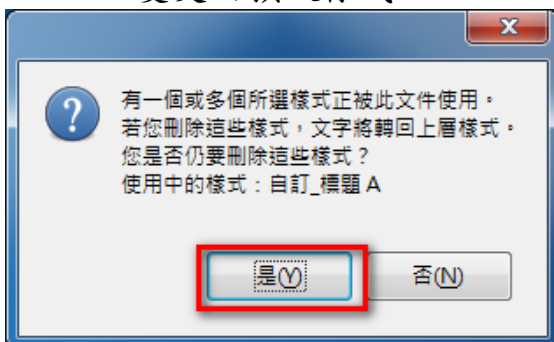 有一個或多個所選樣式正被此文件使用。
若您刪除這些樣式，文字將轉回上層樣式。
您是否仍要刪除這些樣式？
使用中的樣式：自訂_標題 A
是(Y)
否(N)